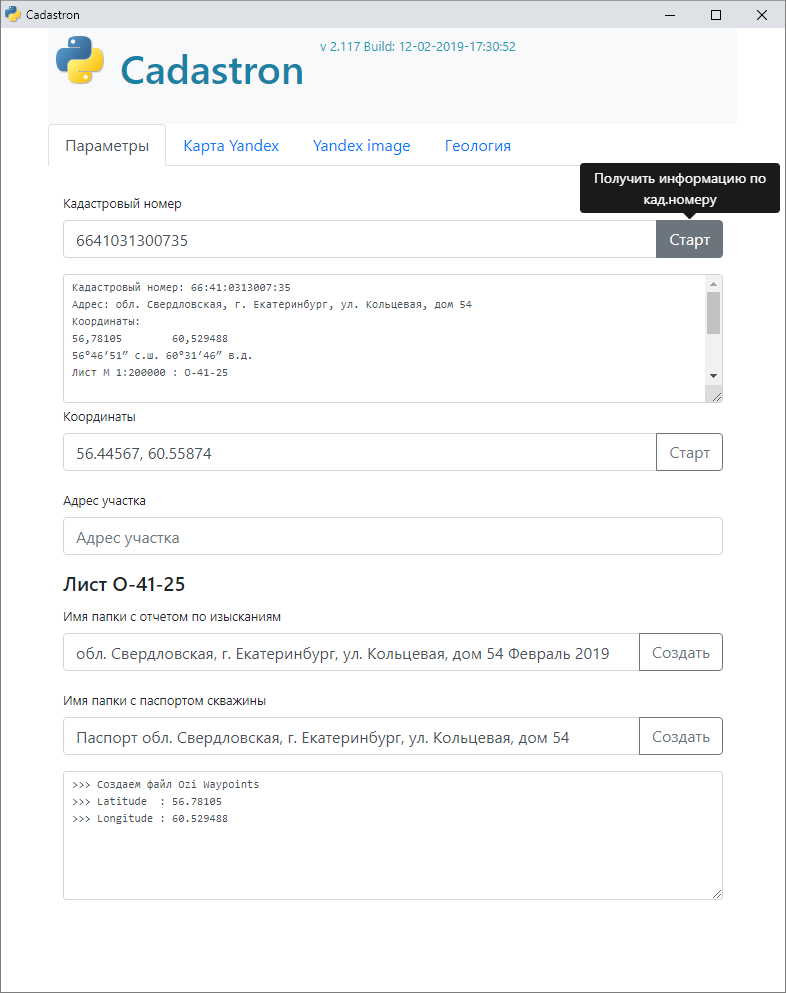 Cadastron
Cadastron
v 2.117 Build: 12-02-2019-17:30:52
Параметры Карта Yandex Yandex image Геология
Получить информацию по
кад.номеру
Кадастровый номер
6641031300735 Старт
Кадастровый номер: 66:41:0313007:35
Адрес: обл. Свердловская, г. Екатеринбург, ул. Кольцевая, дом 54
Координаты:
56,78105 60,529488
56°46′51″ с.ш. 60°31′46″ в.д.
Лист М 1:200000 : O-41-25
Координаты
56.44567, 60.55874 Старт
Адрес участка
Адрес участка
Лист O-41-25
Имя папки с отчетом по изысканиям
обл. Свердловская, г. Екатеринбург, ул. Кольцевая, дом 54 Февраль 2019 Создать
Имя папки с паспортом скважины
Паспорт обл. Свердловская, г. Екатеринбург, ул. Кольцевая, дом 54 Создать
>>> Создаем файл Ozi Waypoints
>>> Latitude : 56.78105
>>> Longitude : 60.529488